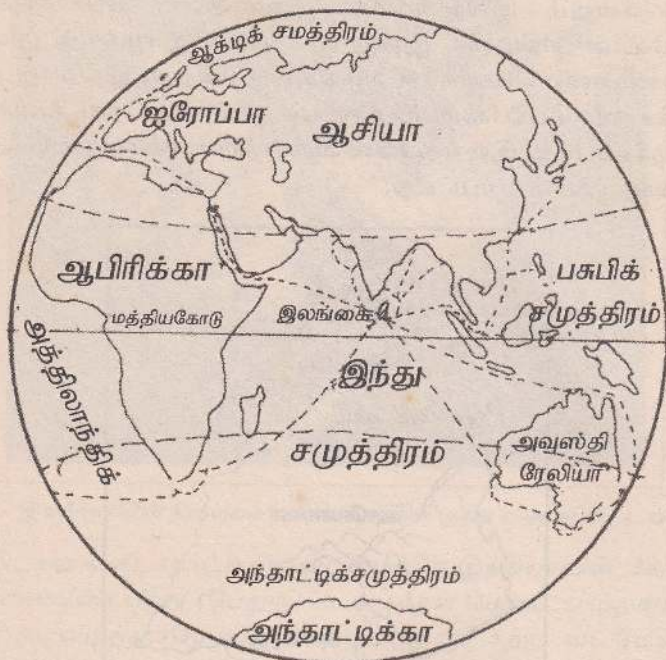 ஆக்டிக் சமத்திரம்
ஐரோப்பா
ஆசியா
ஆபிரிக்கா
பசுபிக்
சமுத்திரம்
மத்தியகோடு
இலங்கை
அத்திலாந்திக்
இந்து
சமுத்திரம்
அவுஸ்தி
ரேலியா
அந்தாட்டிக்சமுத்திரம்
அந்தாட்டிக்கா